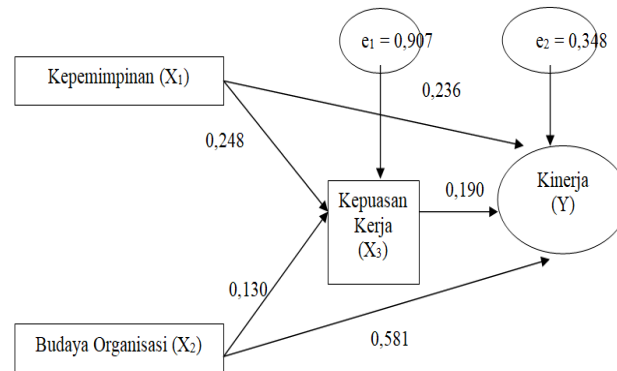 e₁ = 0,907
e₂ = 0,348
Kepemimpinan (X₁)
0,236
0,248
Kepuasan
Kerja
(X₃)
0,190
Kinerja
(Y)
0,130
Budaya Organisasi (X₂)
0,581